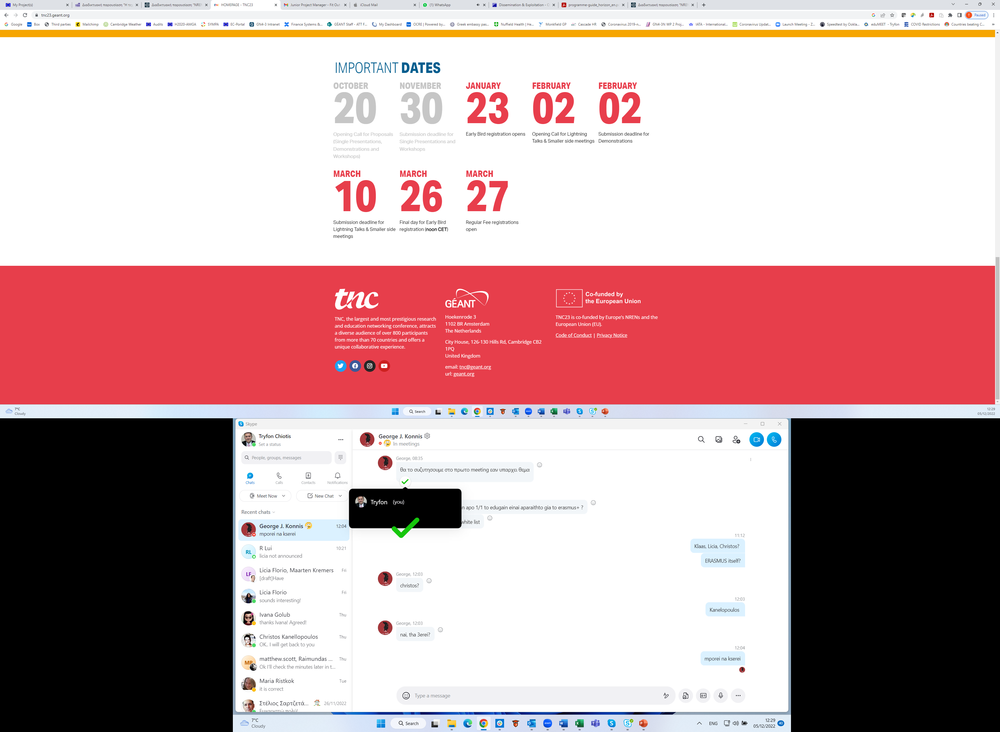 My Project(s)
Διαδικτυακή παρουσίαση "Η τεχ
Διαδικτυακή παρουσίαση "NREN
HOMEPAGE - TNC23
Junior Project Manager - Fit Out
iCloud Mail
(1) WhatsApp
Dissemination & Exploitation - O
programme-guide_horizon_en.pd
Διαδικτυακή παρουσίαση "NREN
tnc23.geant.org
Paused
Google
Box
Third parties
Mailchimp
Cambridge Weather
Audits
H2020-AMGA
SYMPA
EC-Portal
GN4-3 Intranet
Finance Systems &...
GÉANT Staff - ATT F...
My Dashboard
OCRE | Powered by...
Greek embassy pas...
Nuffield Health | He...
Monkfield GP
Cascade HR
Coronavirus 2019-n...
GN4-3N WP 2 Proj...
IATA - International...
Coronavirus Updat...
Launch Meeting - Z...
Speedtest by Ookla...
eduMEET - Tryfon
COVID Restrictions
Countries beating C...
IMPORTANT DATES
OCTOBER
20
Opening Call for Proposals
(Single Presentations,
Demonstrations and
Workshops)
NOVEMBER
30
Submission deadline for
Single Presentations and
Workshops
JANUARY
23
Early Bird registration opens
FEBRUARY
02
Opening Call for Lightning
Talks & Smaller side meetings
FEBRUARY
02
Submission deadline for
Demonstrations
MARCH
10
Submission deadline for
Lightning Talks & Smaller side
meetings
MARCH
26
Final day for Early Bird
registration (noon CET)
MARCH
27
Regular Fee registrations
open
tnc
TNC, the largest and most prestigious research
and education networking conference, attracts
a diverse audience of over 800 participants
from more than 70 countries and offers a
unique collaborative experience.
GÉANT
Hoekenrode 3
1102 BR Amsterdam
The Netherlands
City House, 126-130 Hills Rd, Cambridge CB2
1PQ
United Kingdom
email: tnc@geant.org
url: geant.org
Co-funded by
the European Union
TNC23 is co-funded by Europe's NRENs and the
European Union (EU).
Code of Conduct | Privacy Notice
7°C
Cloudy
Search
12:29
05/12/2022
Skype
Tryfon Chiotis
Set a status
People, groups, messages
Chats
Calls
Contacts
Notifications
Meet Now
New Chat
Recent chats
George J. Konnis
12:04
mporei na kserei
RL
R Lui
10:21
licia not announced
LF
Licia Florio, Maarten Kremers
Fri
[draft]Have
Licia Florio
Fri
sounds interesting!
Ivana Golub
Thu
thanks Ivana! Agreed!
Christos Kanellopoulos
Thu
OK.. I will get back to you
MR
matthew.scott, Raimundas ...
Thu
Ok I'll check the minutes later in t...
Maria Ristkok
Tue
it is correct
Στέλιος Σαρτζετά...
26/11/2022
Ευχαριστώ πολύ!
George J. Konnis
In meetings
George, 08:35
θα το συζυτησουμε στο πρωτο meeting εαν υπαρχει θεμα
Tryfon (you)
n apo 1/1 to edugain einai aparaithto gia to erasmus+ ?
white list
11:12
Klaas, Licia, Christos?
ERASMUS itself?
George, 12:03
christos?
12:03
Kanelopoulos
George, 12:03
nai, tha 3erei?
12:04
mporei na kserei
Type a message
7°C
Cloudy
Search
ENG
12:29
05/12/2022
40